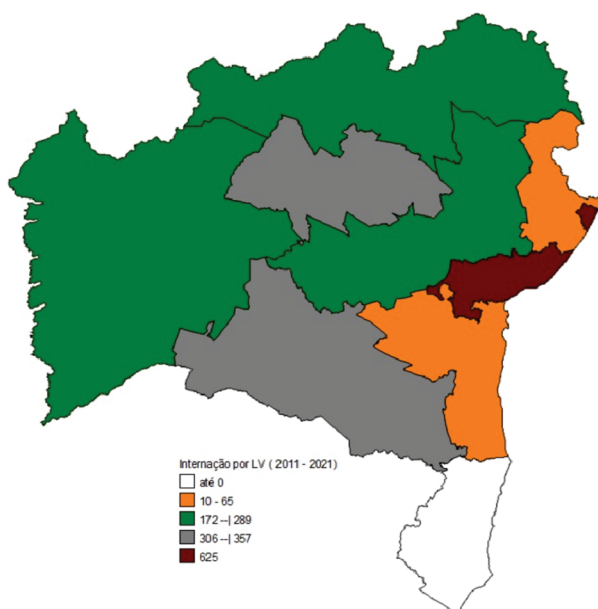 Internação por LV ( 2011 - 2021)
até 0
10 - 65
172 --| 289
306 --| 357
625